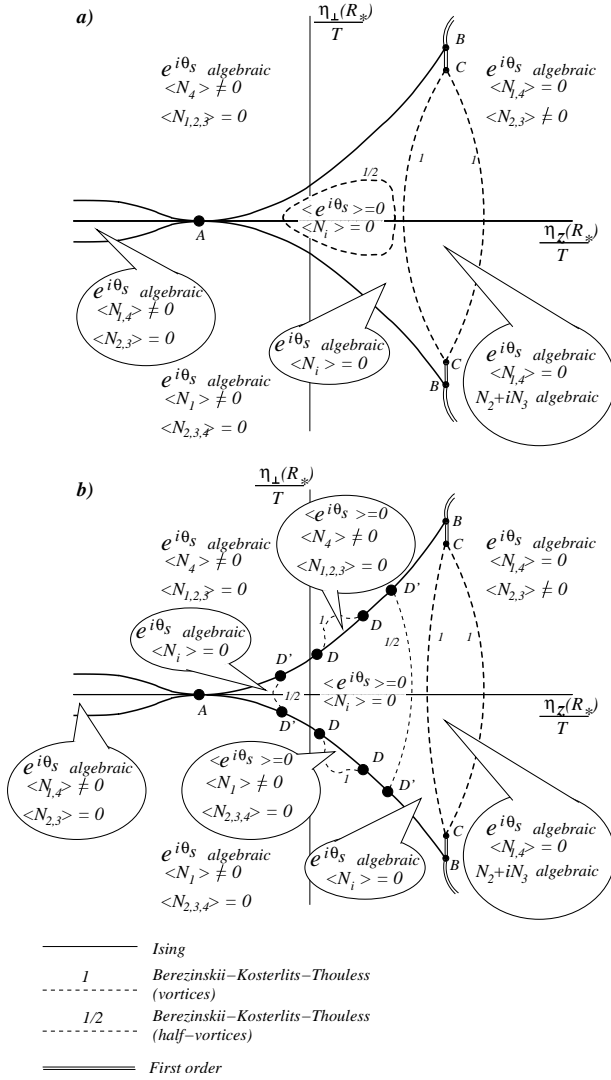 a)
η⊥(R*)
T
B
C
e^iθs algebraic
<N4> ≠ 0
<N1,2,3> = 0
e^iθs algebraic
<N1,4> = 0
<N2,3> ≠ 0
1
1
1/2
<e^iθs>=0
<Ni> = 0
A
ηz(R*)
T
e^iθs algebraic
<N1,4> ≠ 0
<N2,3> = 0
e^iθs algebraic
<Ni> = 0
C
B
e^iθs algebraic
<N1,4> = 0
N2+iN3 algebraic
e^iθs algebraic
<N1> ≠ 0
<N2,3,4> = 0
b)
η⊥(R*)
T
<e^iθs>=0
<N4> ≠ 0
<N1,2,3> = 0
B
C
e^iθs algebraic
<N4> ≠ 0
<N1,2,3> = 0
e^iθs algebraic
<N1,4> = 0
<N2,3> ≠ 0
D'
1
D
1/2
1
1
e^iθs algebraic
<Ni> = 0
D'
D
1/2
<e^iθs>=0
<Ni> = 0
A
ηz(R*)
T
D'
D
<e^iθs>=0
<N1> ≠ 0
<N2,3,4> = 0
1
D
D'
e^iθs algebraic
<N1,4> ≠ 0
<N2,3> = 0
C
B
e^iθs algebraic
<N1,4> = 0
N2+iN3 algebraic
e^iθs algebraic
<Ni> = 0
e^iθs algebraic
<N1> ≠ 0
<N2,3,4> = 0
Ising
1 Berezinskii−Kosterlits−Thouless
(vortices)
1/2 Berezinskii−Kosterlits−Thouless
(half−vortices)
First order